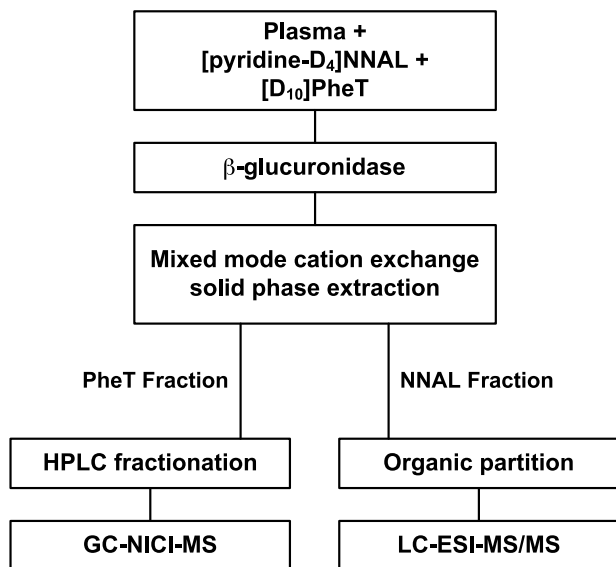 Plasma +
[pyridine-D₄]NNAL +
[D₁₀]PheT
β-glucuronidase
Mixed mode cation exchange
solid phase extraction
PheT Fraction
NNAL Fraction
HPLC fractionation
Organic partition
GC-NICI-MS
LC-ESI-MS/MS